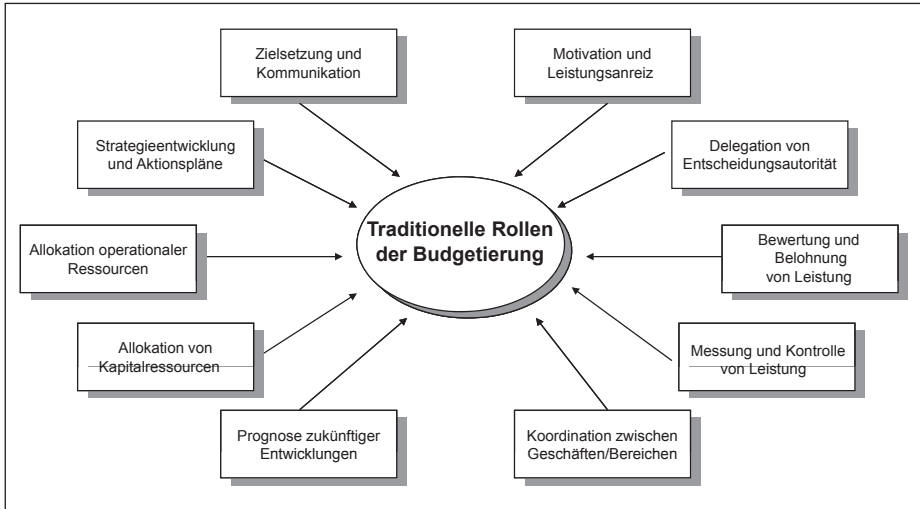 Zielsetzung und
Kommunikation
Motivation und
Leistungsanreiz
Strategieentwicklung
und Aktionspläne
Delegation von
Entscheidungsautorität
Traditionelle Rollen
der Budgetierung
Allokation operationaler
Ressourcen
Bewertung und
Belohnung
von Leistung
Allokation von
Kapitalressourcen
Messung und Kontrolle
von Leistung
Prognose zukünftiger
Entwicklungen
Koordination zwischen
Geschäften/Bereichen